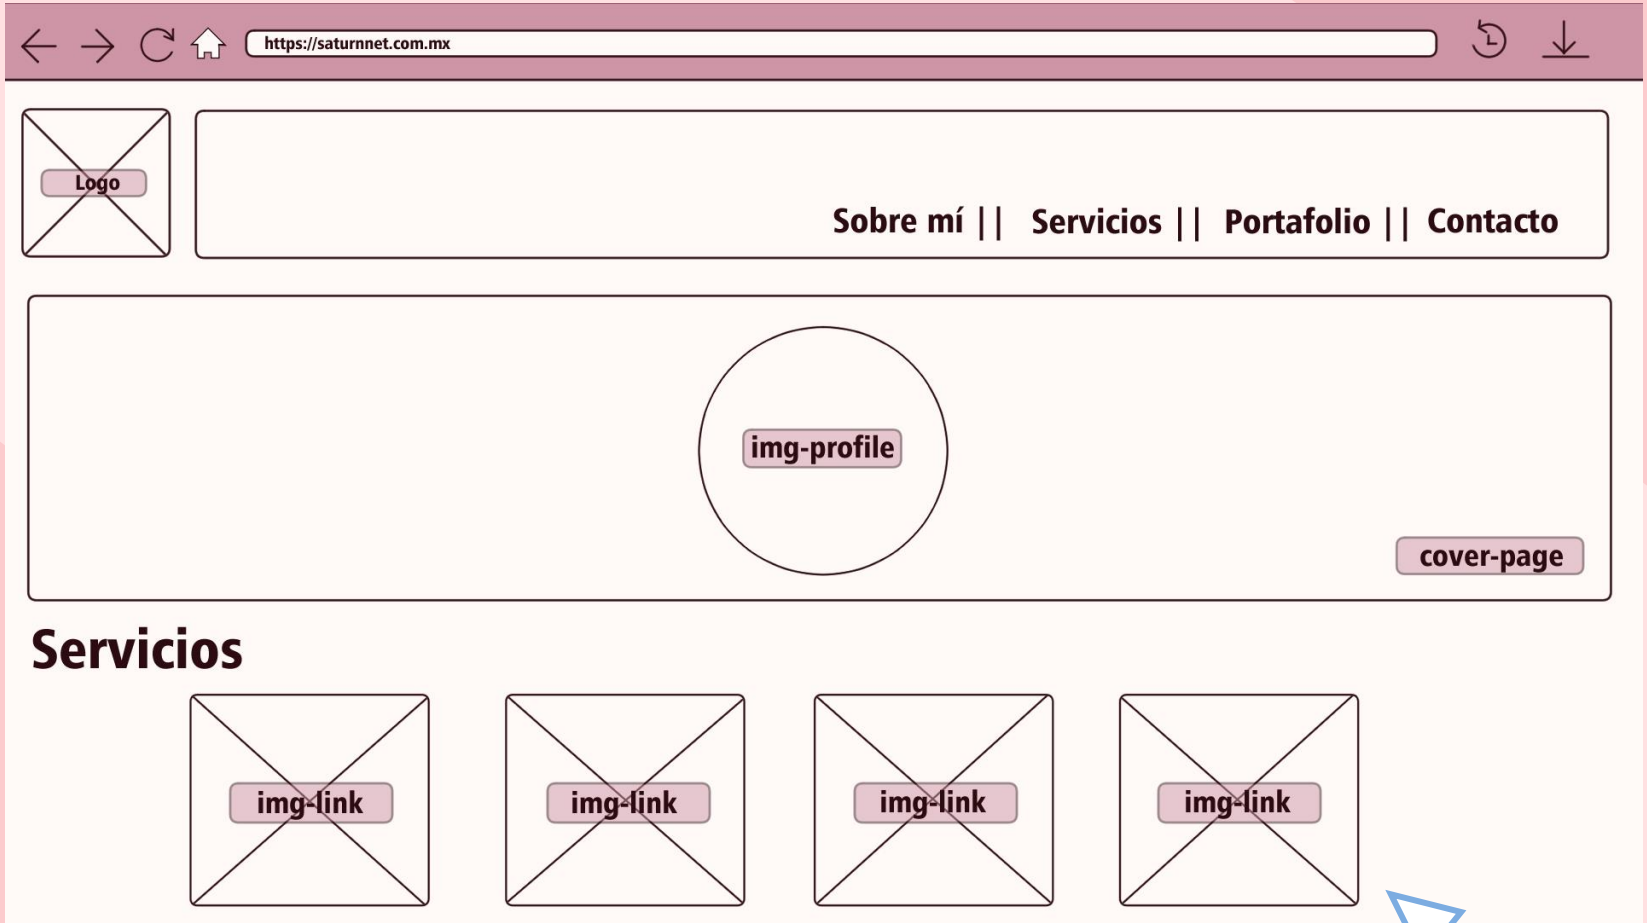 https://saturnnet.com.mx
Logo
Sobre mí || Servicios || Portafolio || Contacto
img-profile
cover-page
Servicios
img-link img-link img-link img-link